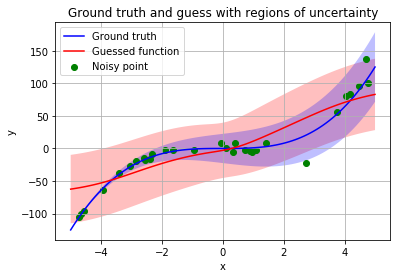 Ground truth and guess with regions of uncertainty
Ground truth
Guessed function
Noisy point
150
100
50
0
−50
−100
y
−4
−2
0
2
4
x